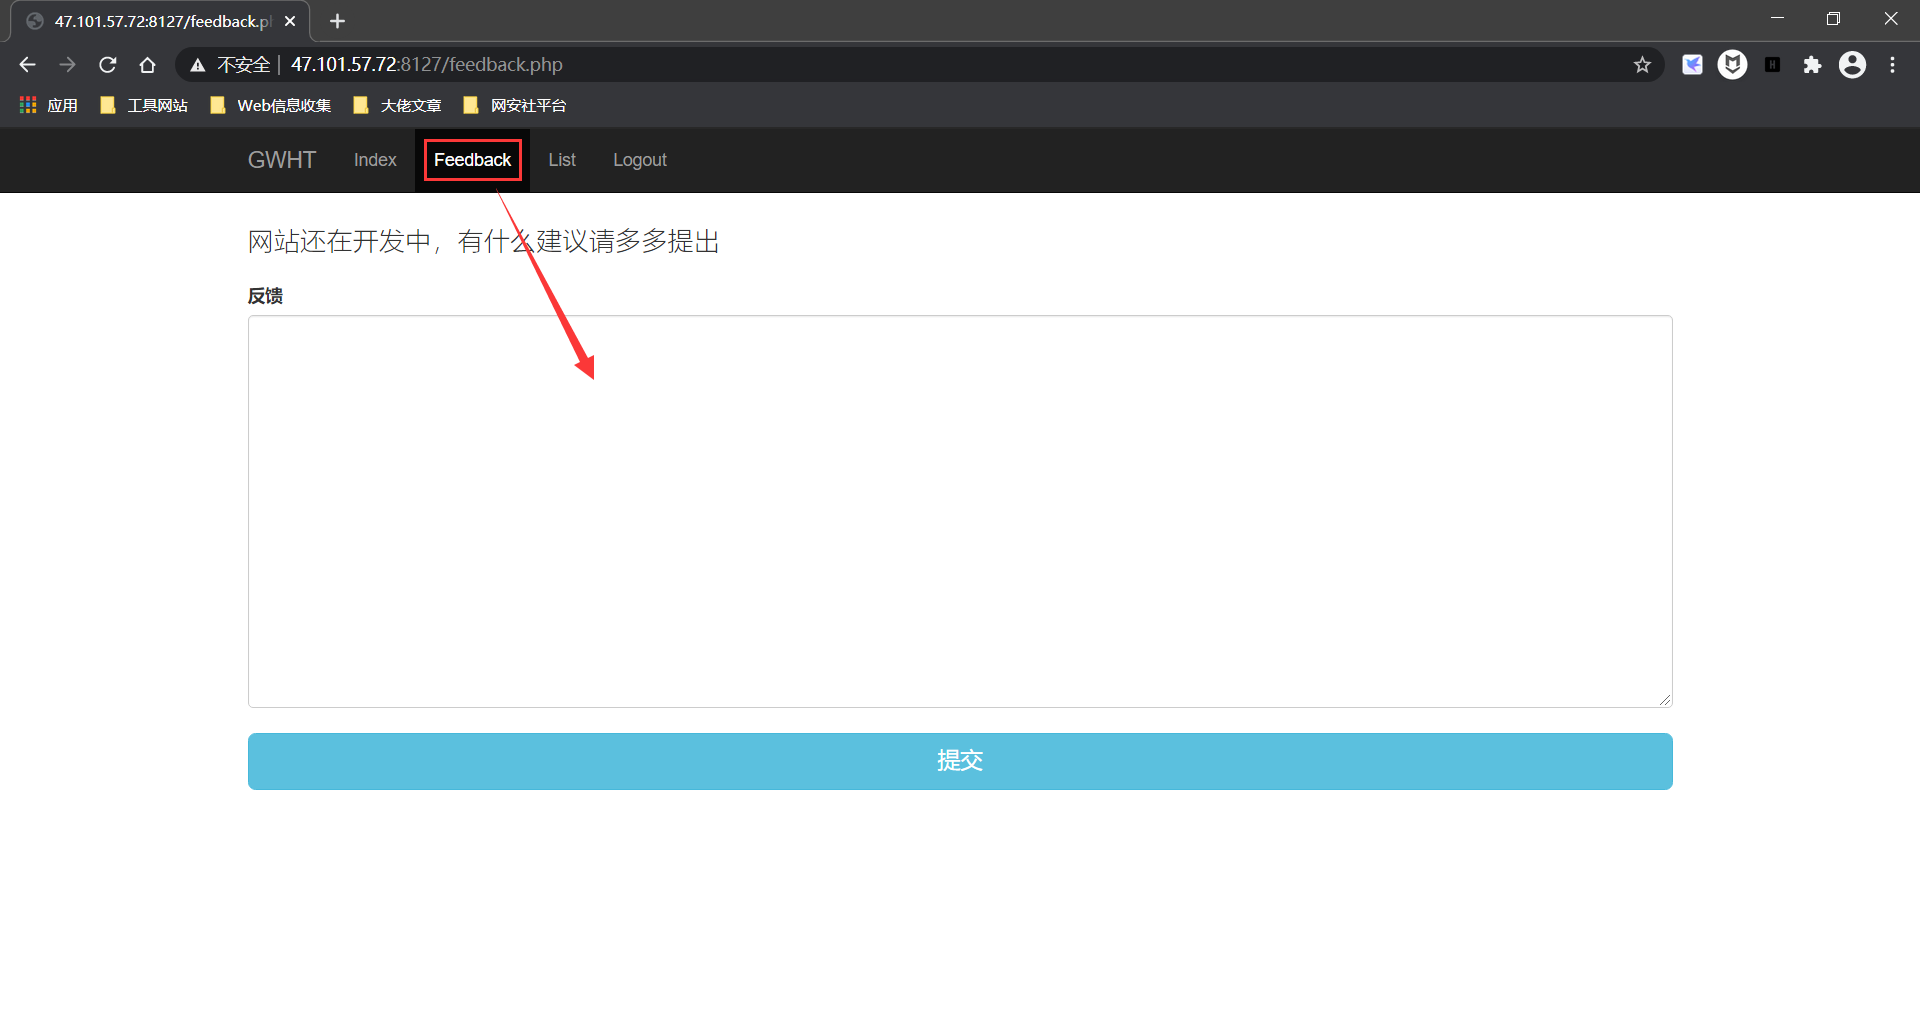 47.101.57.72:8127/feedback.ph
不安全 | 47.101.57.72:8127/feedback.php
应用 工具网站 Web信息收集 大佬文章 网安社平台
GWHT Index Feedback List Logout
网站还在开发中，有什么建议请多多提出
反馈
提交